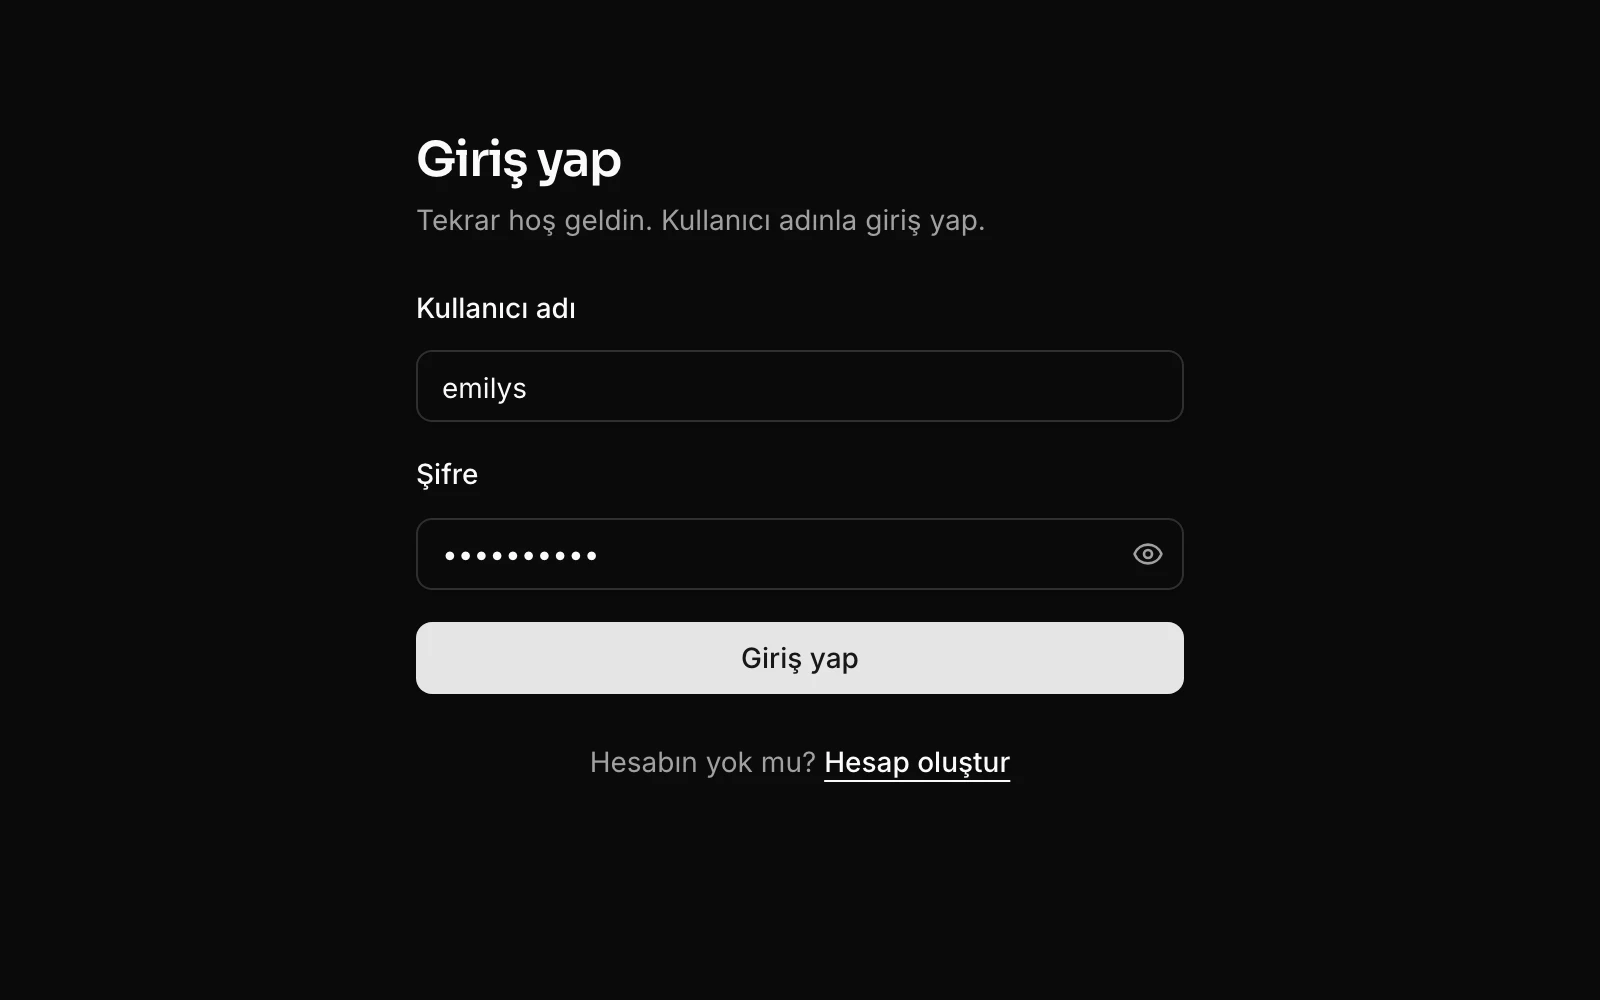 Giriş yap
Tekrar hoş geldin. Kullanıcı adınla giriş yap.
Kullanıcı adı
emilys
Şifre
••••••••••
Giriş yap
Hesabın yok mu? Hesap oluştur